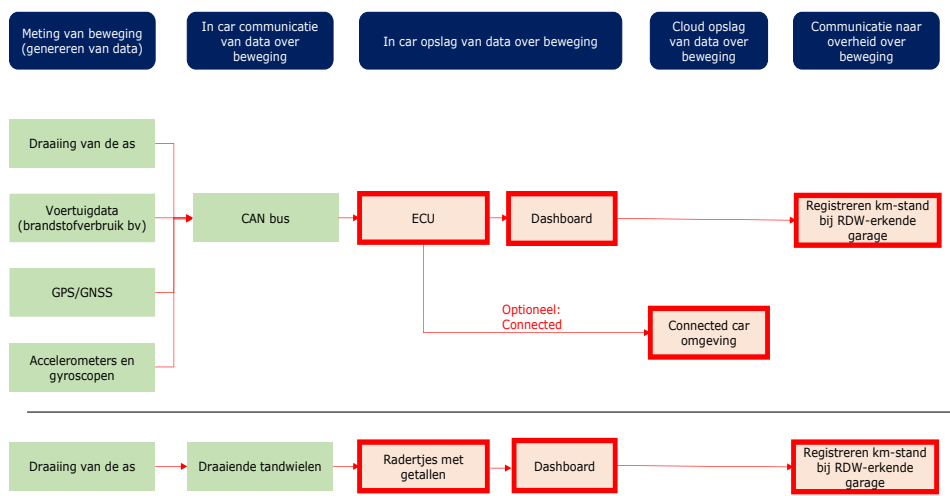 Meting van beweging
(genereren van data)
In car communicatie
van data over
beweging
In car opslag van data over beweging
Cloud opslag
van data over
beweging
Communicatie naar
overheid over
beweging
Draaiing van de as
Voertuigdata
(brandstofverbruik bv)
CAN bus
ECU
Dashboard
Registreren km-stand
bij RDW-erkende
garage
GPS/GNSS
Optioneel:
Connected
Connected car
omgeving
Accelerometers en
gyroscopen
Draaiing van de as
Draaiende tandwielen
Radertjes met
getallen
Dashboard
Registreren km-stand
bij RDW-erkende
garage